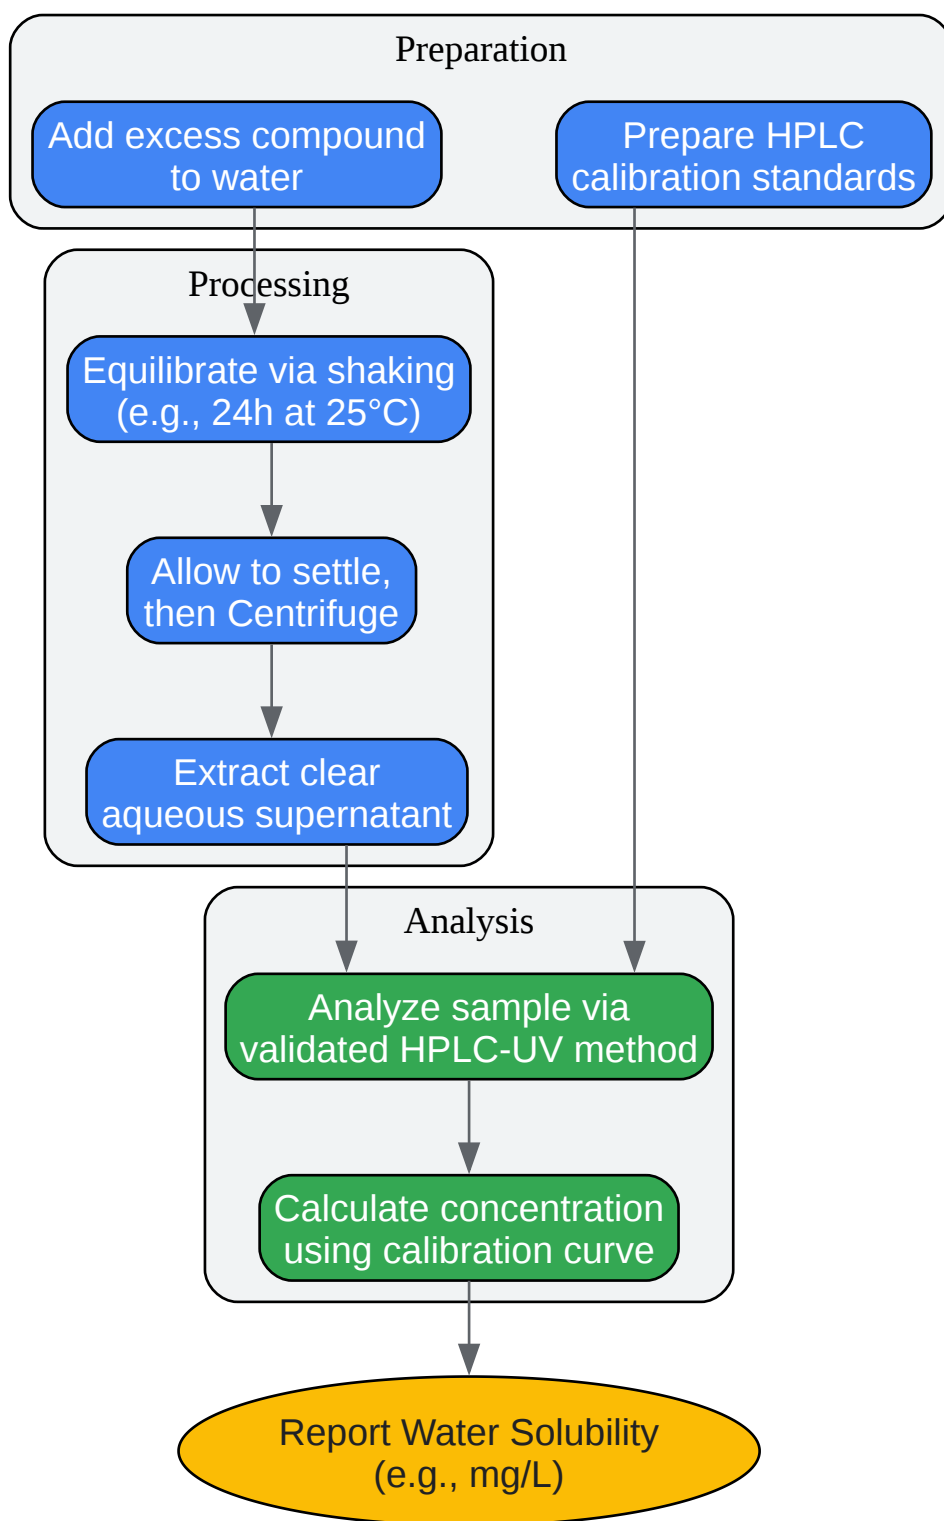 Preparation
Add excess compound
to water
Prepare HPLC
calibration standards
Processing
Equilibrate via shaking
(e.g., 24h at 25°C)
Allow to settle,
then Centrifuge
Extract clear
aqueous supernatant
Analysis
Analyze sample via
validated HPLC-UV method
Calculate concentration
using calibration curve
Report Water Solubility
(e.g., mg/L)